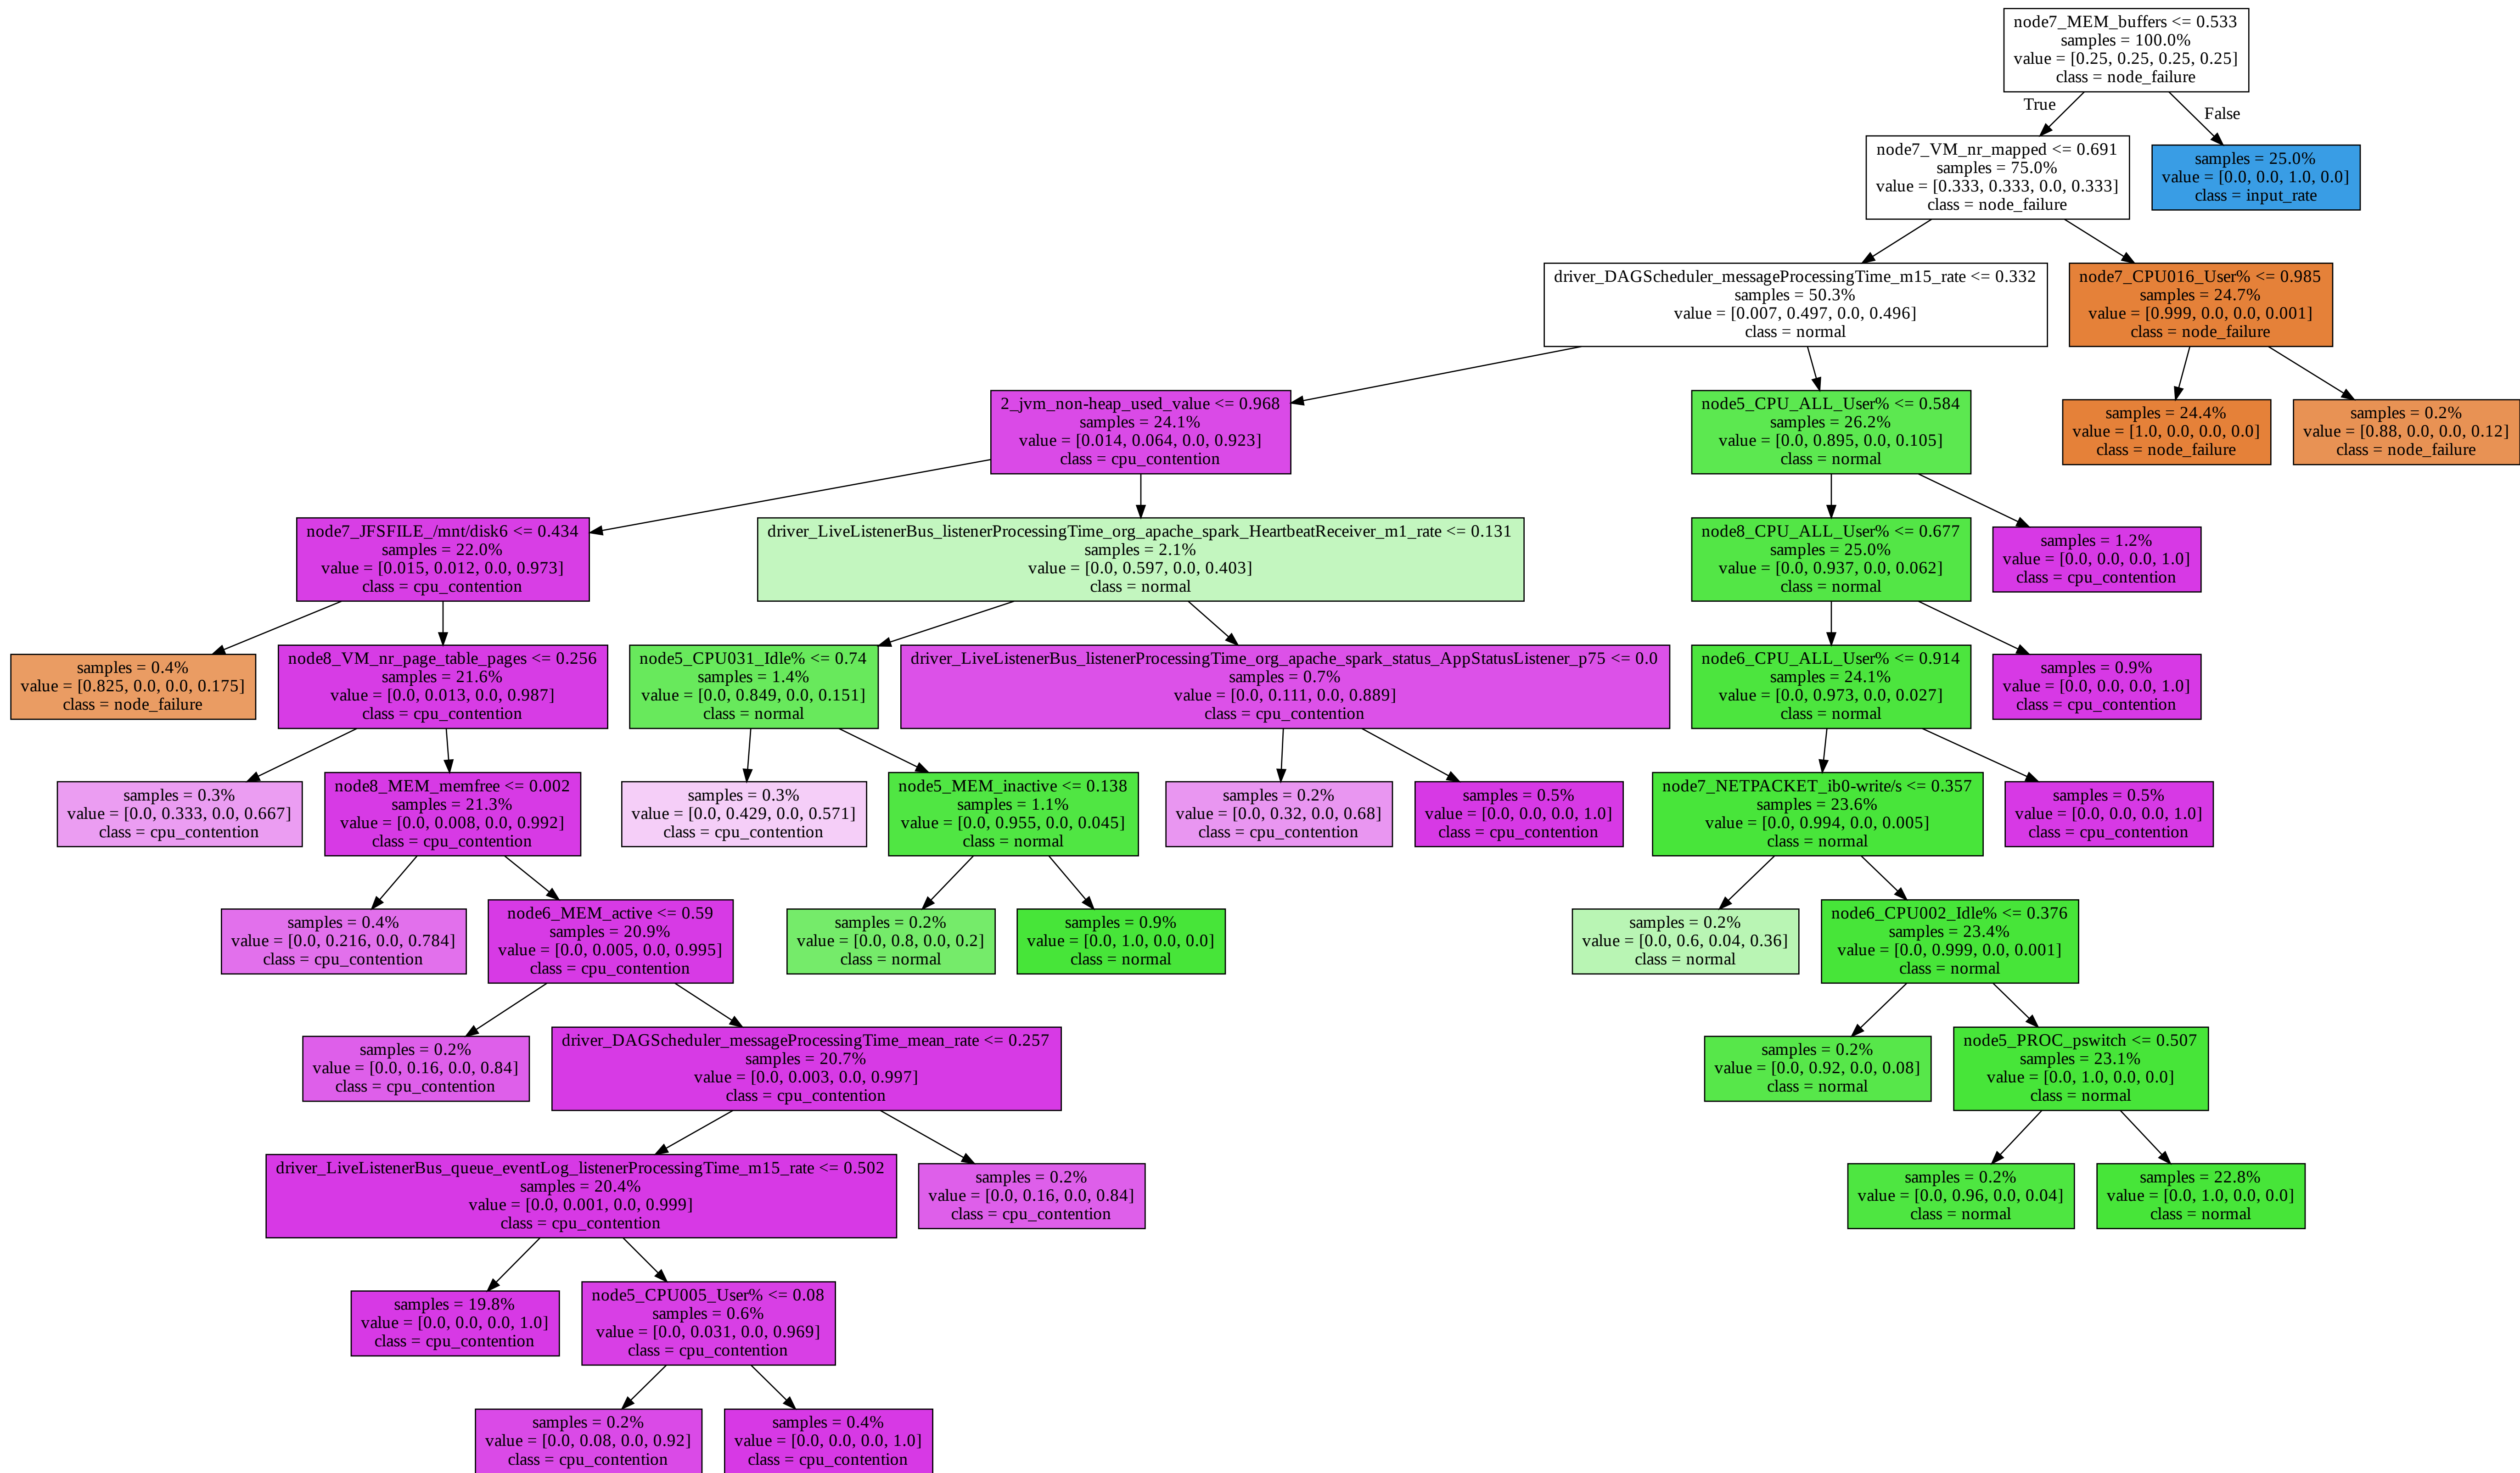 node7_MEM_buffers <= 0.533
samples = 100.0%
value = [0.25, 0.25, 0.25, 0.25]
class = node_failure
True
False
node7_VM_nr_mapped <= 0.691
samples = 75.0%
value = [0.333, 0.333, 0.0, 0.333]
class = node_failure
samples = 25.0%
value = [0.0, 0.0, 1.0, 0.0]
class = input_rate
driver_DAGScheduler_messageProcessingTime_m15_rate <= 0.332
samples = 50.3%
value = [0.007, 0.497, 0.0, 0.496]
class = normal
node7_CPU016_User% <= 0.985
samples = 24.7%
value = [0.999, 0.0, 0.0, 0.001]
class = node_failure
2_jvm_non-heap_used_value <= 0.968
samples = 24.1%
value = [0.014, 0.064, 0.0, 0.923]
class = cpu_contention
node5_CPU_ALL_User% <= 0.584
samples = 26.2%
value = [0.0, 0.895, 0.0, 0.105]
class = normal
samples = 24.4%
value = [1.0, 0.0, 0.0, 0.0]
class = node_failure
samples = 0.2%
value = [0.88, 0.0, 0.0, 0.12]
class = node_failure
node7_JFSFILE_/mnt/disk6 <= 0.434
samples = 22.0%
value = [0.015, 0.012, 0.0, 0.973]
class = cpu_contention
driver_LiveListenerBus_listenerProcessingTime_org_apache_spark_HeartbeatReceiver_m1_rate <= 0.131
samples = 2.1%
value = [0.0, 0.597, 0.0, 0.403]
class = normal
node8_CPU_ALL_User% <= 0.677
samples = 25.0%
value = [0.0, 0.937, 0.0, 0.062]
class = normal
samples = 1.2%
value = [0.0, 0.0, 0.0, 1.0]
class = cpu_contention
samples = 0.4%
value = [0.825, 0.0, 0.0, 0.175]
class = node_failure
node8_VM_nr_page_table_pages <= 0.256
samples = 21.6%
value = [0.0, 0.013, 0.0, 0.987]
class = cpu_contention
node5_CPU031_Idle% <= 0.74
samples = 1.4%
value = [0.0, 0.849, 0.0, 0.151]
class = normal
driver_LiveListenerBus_listenerProcessingTime_org_apache_spark_status_AppStatusListener_p75 <= 0.0
samples = 0.7%
value = [0.0, 0.111, 0.0, 0.889]
class = cpu_contention
node6_CPU_ALL_User% <= 0.914
samples = 24.1%
value = [0.0, 0.973, 0.0, 0.027]
class = normal
samples = 0.9%
value = [0.0, 0.0, 0.0, 1.0]
class = cpu_contention
samples = 0.3%
value = [0.0, 0.333, 0.0, 0.667]
class = cpu_contention
node8_MEM_memfree <= 0.002
samples = 21.3%
value = [0.0, 0.008, 0.0, 0.992]
class = cpu_contention
samples = 0.3%
value = [0.0, 0.429, 0.0, 0.571]
class = cpu_contention
node5_MEM_inactive <= 0.138
samples = 1.1%
value = [0.0, 0.955, 0.0, 0.045]
class = normal
samples = 0.2%
value = [0.0, 0.32, 0.0, 0.68]
class = cpu_contention
samples = 0.5%
value = [0.0, 0.0, 0.0, 1.0]
class = cpu_contention
node7_NETPACKET_ib0-write/s <= 0.357
samples = 23.6%
value = [0.0, 0.994, 0.0, 0.005]
class = normal
samples = 0.5%
value = [0.0, 0.0, 0.0, 1.0]
class = cpu_contention
samples = 0.4%
value = [0.0, 0.216, 0.0, 0.784]
class = cpu_contention
node6_MEM_active <= 0.59
samples = 20.9%
value = [0.0, 0.005, 0.0, 0.995]
class = cpu_contention
samples = 0.2%
value = [0.0, 0.8, 0.0, 0.2]
class = normal
samples = 0.9%
value = [0.0, 1.0, 0.0, 0.0]
class = normal
samples = 0.2%
value = [0.0, 0.6, 0.04, 0.36]
class = normal
node6_CPU002_Idle% <= 0.376
samples = 23.4%
value = [0.0, 0.999, 0.0, 0.001]
class = normal
samples = 0.2%
value = [0.0, 0.16, 0.0, 0.84]
class = cpu_contention
driver_DAGScheduler_messageProcessingTime_mean_rate <= 0.257
samples = 20.7%
value = [0.0, 0.003, 0.0, 0.997]
class = cpu_contention
samples = 0.2%
value = [0.0, 0.92, 0.0, 0.08]
class = normal
node5_PROC_pswitch <= 0.507
samples = 23.1%
value = [0.0, 1.0, 0.0, 0.0]
class = normal
driver_LiveListenerBus_queue_eventLog_listenerProcessingTime_m15_rate <= 0.502
samples = 20.4%
value = [0.0, 0.001, 0.0, 0.999]
class = cpu_contention
samples = 0.2%
value = [0.0, 0.16, 0.0, 0.84]
class = cpu_contention
samples = 0.2%
value = [0.0, 0.96, 0.0, 0.04]
class = normal
samples = 22.8%
value = [0.0, 1.0, 0.0, 0.0]
class = normal
samples = 19.8%
value = [0.0, 0.0, 0.0, 1.0]
class = cpu_contention
node5_CPU005_User% <= 0.08
samples = 0.6%
value = [0.0, 0.031, 0.0, 0.969]
class = cpu_contention
samples = 0.2%
value = [0.0, 0.08, 0.0, 0.92]
class = cpu_contention
samples = 0.4%
value = [0.0, 0.0, 0.0, 1.0]
class = cpu_contention